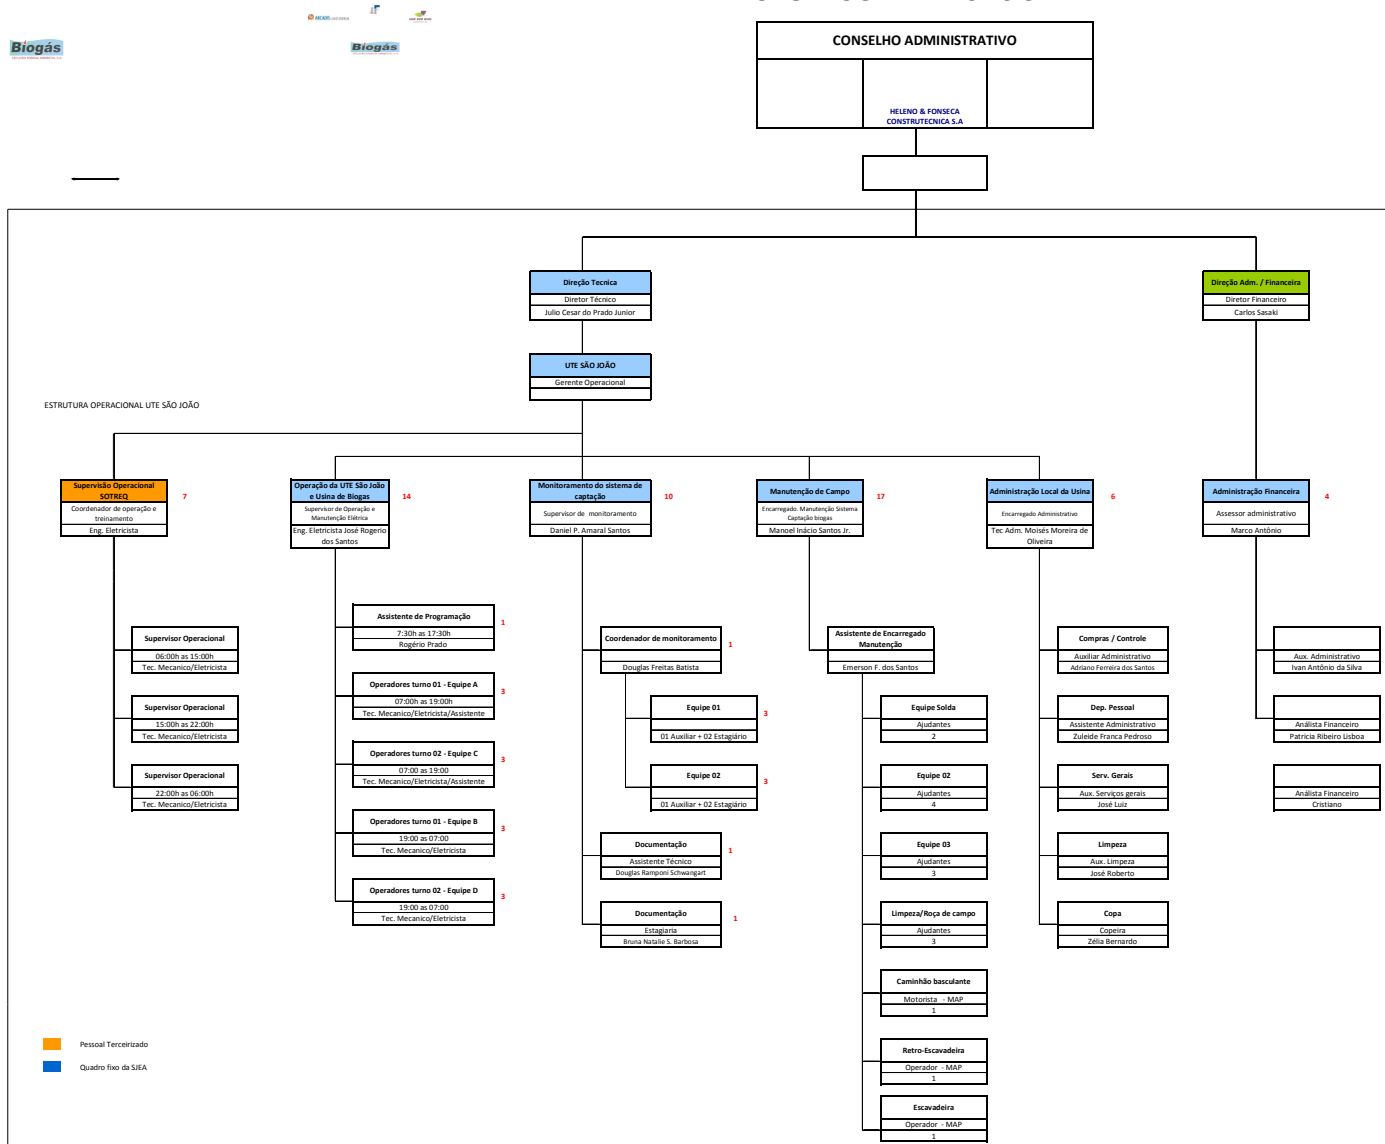 Biogás
Biogás
CONSELHO ADMINISTRATIVO
HELENO & FONSECA
CONSTRUTECNICA S.A
Direção Tecnica
Diretor Técnico
Julio Cesar do Prado Junior
Direção Adm. / Financeira
Diretor Financeiro
Carlos Sasaki
UTE SÃO JOÃO
Gerente Operacional
ESTRUTURA OPERACIONAL UTE SÃO JOÃO
Supervisão Operacional
SOTREQ
Coordenador de operação e
treinamento
Eng. Eletricista
7
Operação da UTE São João
e Usina de Biogas
Supervisor de Operação e
Manutenção Elétrica
Eng. Eletricista José Rogerio
dos Santos
14
Monitoramento do sistema de
captação
Supervisor de monitoramento
Daniel P. Amaral Santos
10
Manutenção de Campo
Encarregado. Manutenção Sistema
Captação biogas
Manoel Inácio Santos Jr.
17
Administração Local da Usina
Encarregado Administrativo
Tec Adm. Moisés Moreira de
Oliveira
6
Administração Financeira
Assessor administrativo
Marco Antônio
4
Supervisor Operacional
06:00h as 15:00h
Tec. Mecanico/Eletricista
Supervisor Operacional
15:00h as 22:00h
Tec. Mecanico/Eletricista
Supervisor Operacional
22:00h as 06:00h
Tec. Mecanico/Eletricista
Assistente de Programação
7:30h as 17:30h
Rogério Prado
1
Operadores turno 01 - Equipe A
07:00h as 19:00h
Tec. Mecanico/Eletricista/Assistente
3
Operadores turno 02 - Equipe C
07:00 as 19:00
Tec. Mecanico/Eletricista/Assistente
3
Operadores turno 01 - Equipe B
19:00 as 07:00
Tec. Mecanico/Eletricista
3
Operadores turno 02 - Equipe D
19:00 as 07:00
Tec. Mecanico/Eletricista
3
Coordenador de monitoramento
Douglas Freitas Batista
1
Equipe 01
01 Auxiliar + 02 Estagiário
3
Equipe 02
01 Auxiliar + 02 Estagiário
3
Documentação
Assistente Técnico
Douglas Ramponi Schwangart
1
Documentação
Estagiaria
Bruna Natalie S. Barbosa
1
Assistente de Encarregado
Manutenção
Emerson F. dos Santos
Equipe Solda
Ajudantes
2
Equipe 02
Ajudantes
4
Equipe 03
Ajudantes
3
Limpeza/Roça de campo
Ajudantes
3
Caminhão basculante
Motorista - MAP
1
Retro-Escavadeira
Operador - MAP
1
Escavadeira
Operador - MAP
1
Compras / Controle
Auxiliar Administrativo
Adriano Ferreira dos Santos
Dep. Pessoal
Assistente Administrativo
Zuleide Franca Pedroso
Serv. Gerais
Aux. Serviços gerais
José Luiz
Limpeza
Aux. Limpeza
José Roberto
Copa
Copeira
Zélia Bernardo
Aux. Administrativo
Ivan Antônio da Silva
Análista Financeiro
Patricia Ribeiro Lisboa
Análista Financeiro
Cristiano
Pessoal Terceirizado
Quadro fixo da SJEA